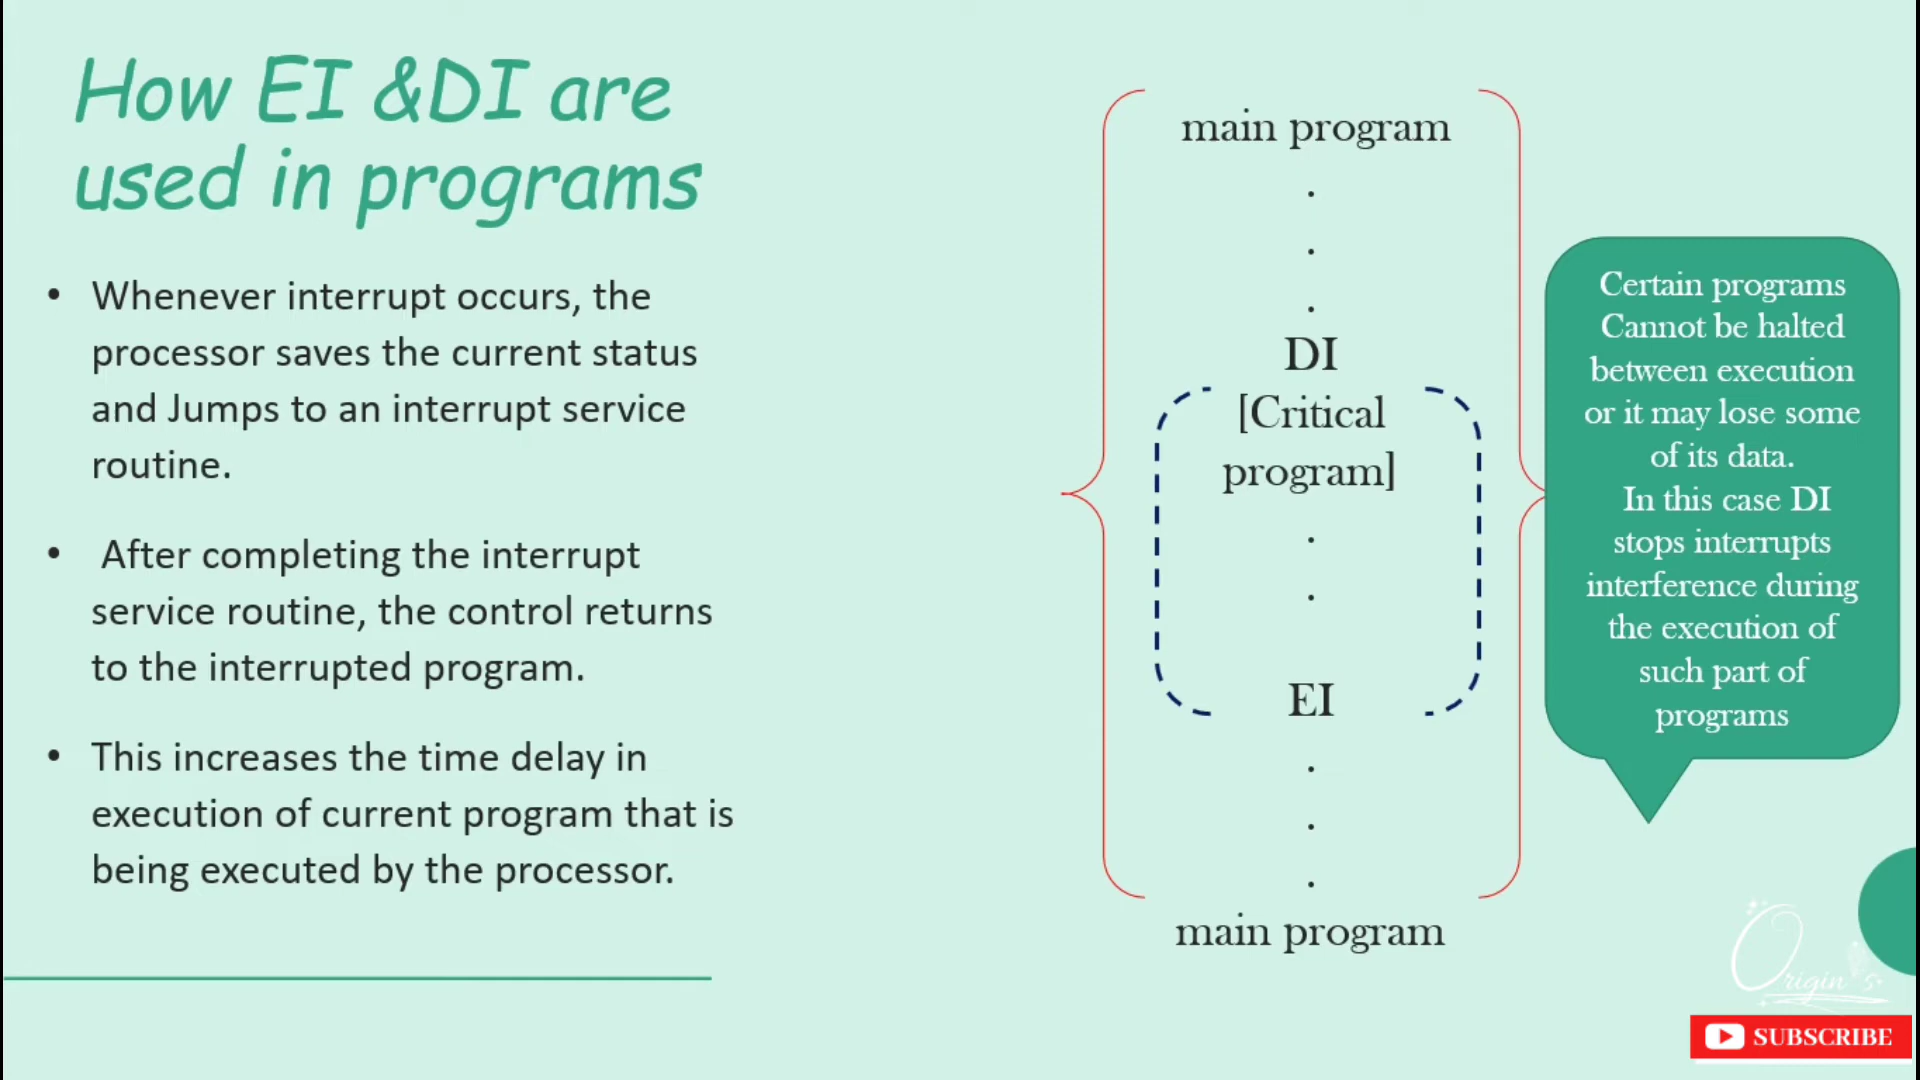 How EI &DI are
used in programs
• Whenever interrupt occurs, the
processor saves the current status
and Jumps to an interrupt service
routine.
• After completing the interrupt
service routine, the control returns
to the interrupted program.
• This increases the time delay in
execution of current program that is
being executed by the processor.
main program
.
.
.
DI
[Critical
program]
.
.
EI
.
.
.
main program
Certain programs
Cannot be halted
between execution
or it may lose some
of its data.
In this case DI
stops interrupts
interference during
the execution of
such part of
programs
Origin's
SUBSCRIBE